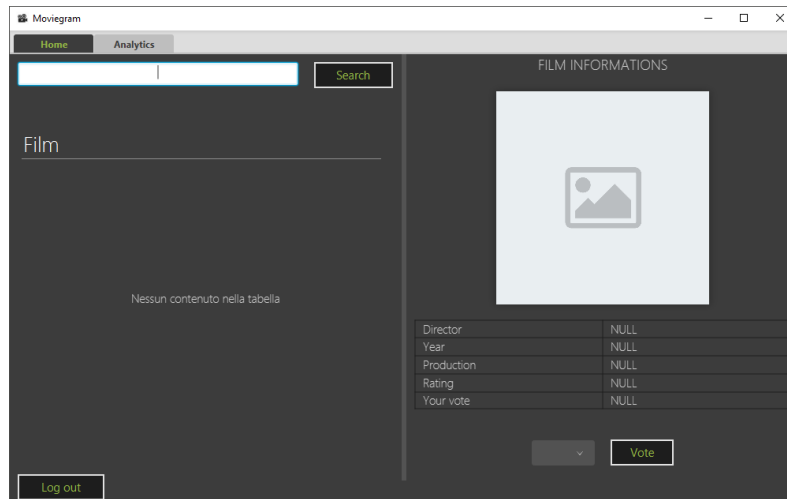 Moviegram
Home Analytics
Search
Film
Nessun contenuto nella tabella
Log out
FILM INFORMATIONS
Director NULL
Year NULL
Production NULL
Rating NULL
Your vote NULL
Vote